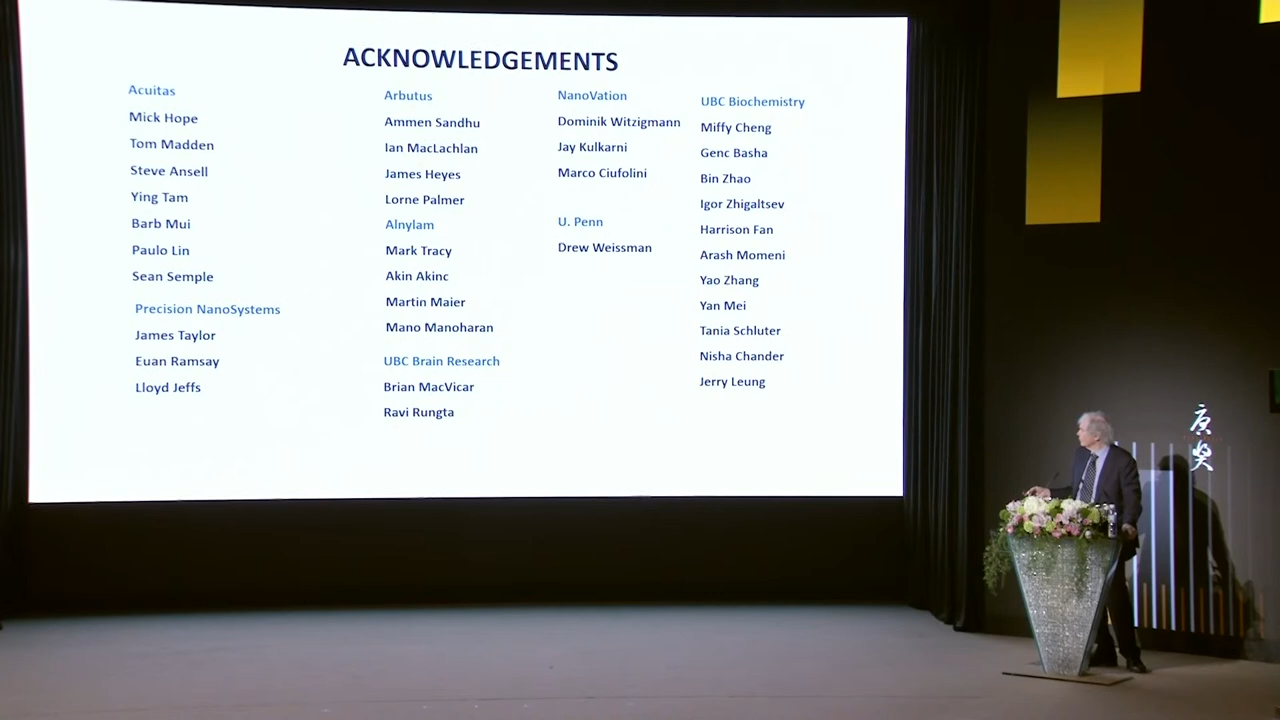 ACKNOWLEDGEMENTS
Acuitas
Mick Hope
Tom Madden
Steve Ansell
Ying Tam
Barb Mui
Paulo Lin
Sean Semple
Precision NanoSystems
James Taylor
Euan Ramsay
Lloyd Jeffs
Arbutus
Ammen Sandhu
Ian MacLachlan
James Heyes
Lorne Palmer
Alnylam
Mark Tracy
Akin Akinc
Martin Maier
Mano Manoharan
UBC Brain Research
Brian MacVicar
Ravi Rungta
NanoVation
Dominik Witzigmann
Jay Kulkarni
Marco Ciufolini
U. Penn
Drew Weissman
UBC Biochemistry
Miffy Cheng
Genc Basha
Bin Zhao
Igor Zhigaltsev
Harrison Fan
Arash Momeni
Yao Zhang
Yan Mei
Tania Schluter
Nisha Chander
Jerry Leung